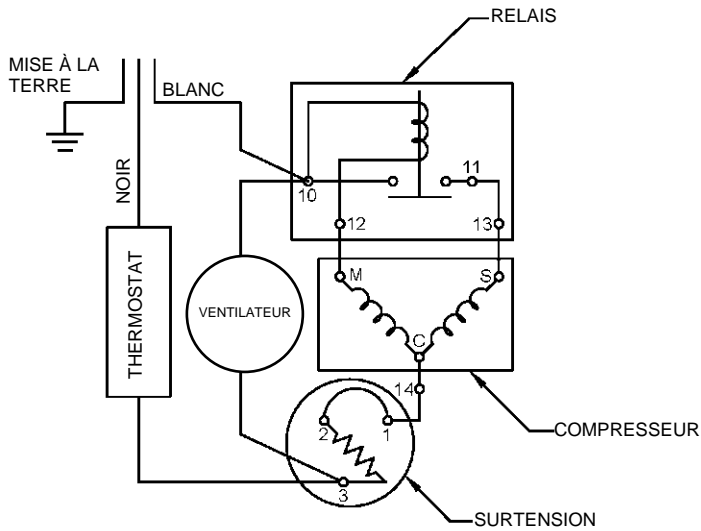 RELAIS
MISE À LA
TERRE
BLANC
NOIR
11
10
12
13
M
S
THERMOSTAT
VENTILATEUR
C
14
2
1
COMPRESSEUR
3
SURTENSION